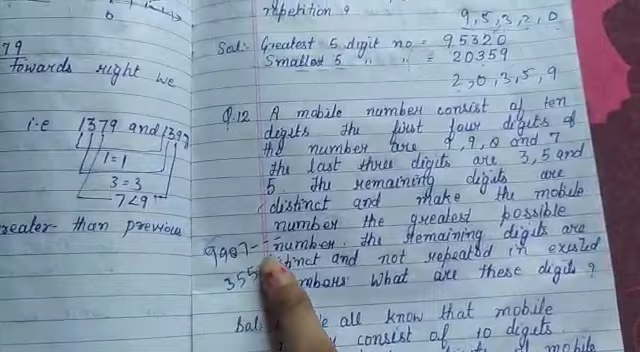 79
Towards right we
i.e 1379 and 1397
1=1
3=3
7<9
reater than previous
repetition ?
9,5,3,2,0
Sol: Greatest 5 digit no = 95320
Smallest 5 " " = 20359
2,0,3,5,9
Q.12 A mobile number consist of ten
digits the first four digits of
the number are 9,9,8 and 7
the last three digits are 3,5 and
5. The remaining digits are
distinct and make the mobile
number the greatest possible
number. The remaining digits are
distinct and not repeated in existed
numbers. What are these digits ?
9987-
355
Sol: We all know that mobile
consist of 10 digits
mobile